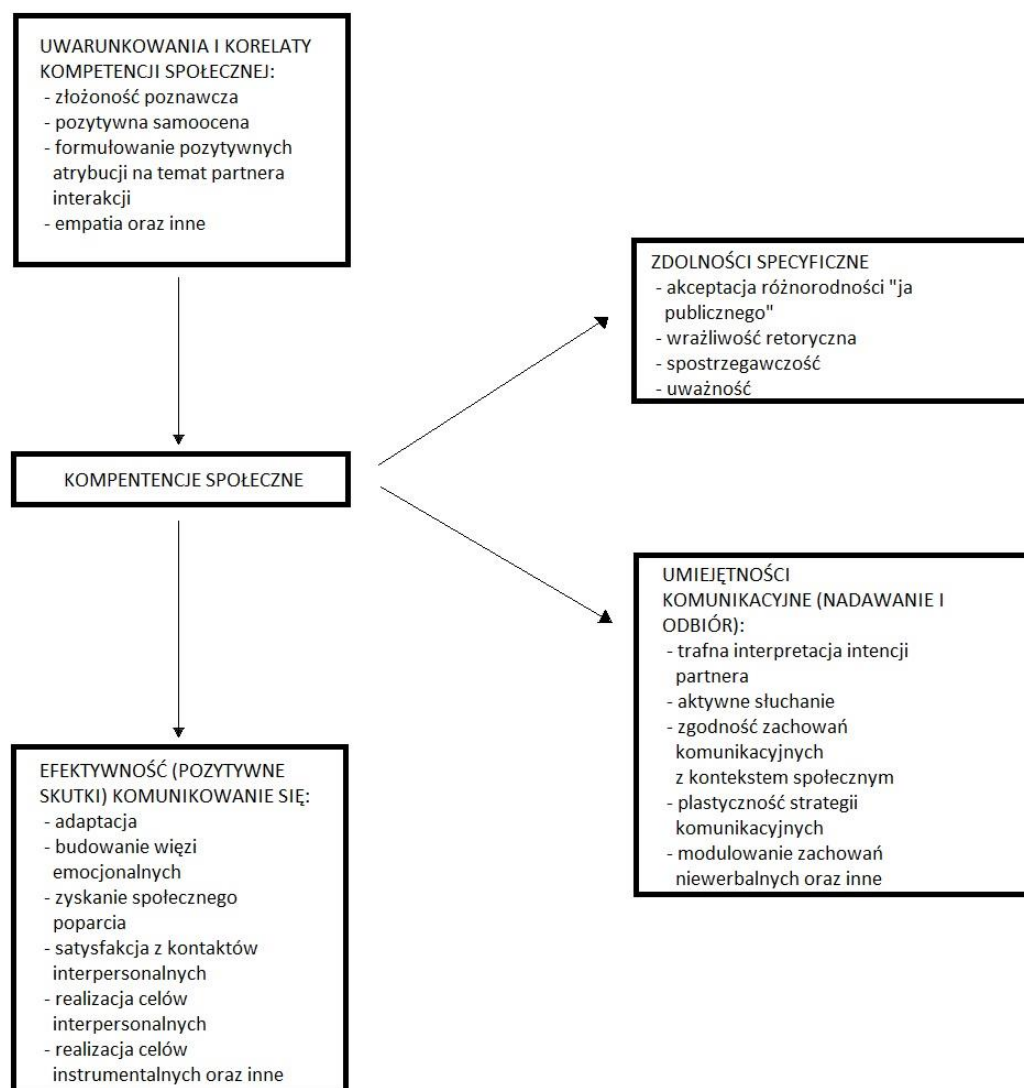 UWARUNKOWANIA I KORELATY
KOMPETENCJI SPOŁECZNEJ:
- złożoność poznawcza
- pozytywna samoocena
- formułowanie pozytywnych
atrybucji na temat partnera
interakcji
- empatia oraz inne
ZDOLNOŚCI SPECYFICZNE
- akceptacja różnorodności "ja
publicznego"
- wrażliwość retoryczna
- spostrzegawczość
- uważność
KOMPENTENCJE SPOŁECZNE
UMIEJĘTNOŚCI
KOMUNIKACYJNE (NADAWANIE I
ODBIÓR):
- trafna interpretacja intencji
partnera
- aktywne słuchanie
- zgodność zachowań
komunikacyjnych
z kontekstem społecznym
- plastyczność strategii
komunikacyjnych
- modulowanie zachowań
niewerbalnych oraz inne
EFEKTYWNOŚĆ (POZYTYWNE
SKUTKI) KOMUNIKOWANIE SIĘ:
- adaptacja
- budowanie więzi
emocjonalnych
- zyskanie społecznego
poparcia
- satysfakcja z kontaktów
interpersonalnych
- realizacja celów
interpersonalnych
- realizacja celów
instrumentalnych oraz inne